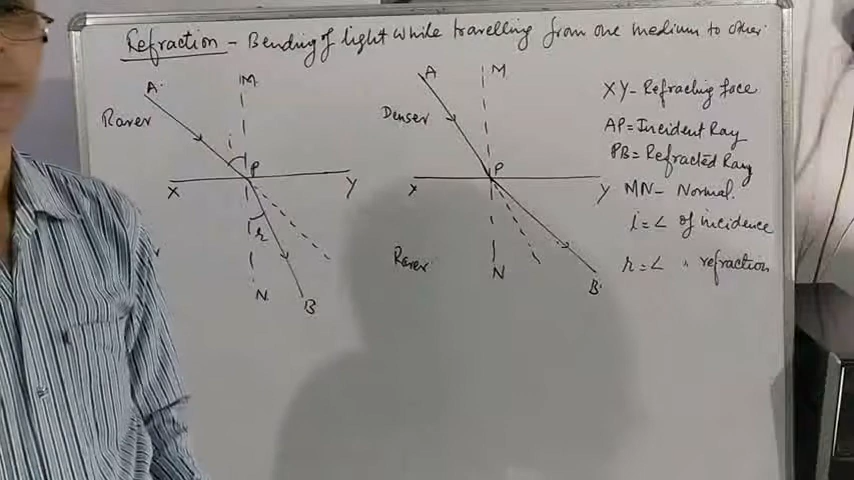 Refraction - Bending of light while travelling from one medium to other.
A
M
Rarer
i
P
X
Y
r
N
B
A
M
Denser
P
X
Y
Rarer
N
B
XY- Refracting face
AP=Incident Ray
PB= Refracted Ray
MN- Normal.
i=∠ of incidence
r=∠ " refraction